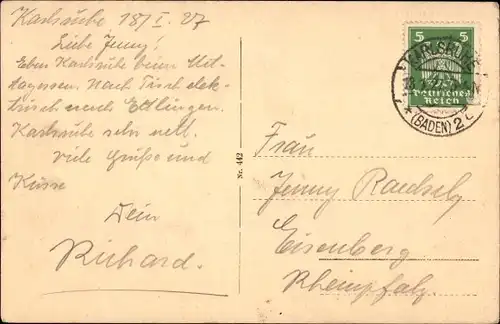 Karlsruhe 18/I. 27
Liebe Jenny!
Eben Karlsruhe beim Mit-
tagessen. Nach Tisch elek-
trisch nach Ettlingen.
Karlsruhe sehr nett.
Viele Grüße und
Küsse
Dein
Richard.
Nr. 442
5 5
Deutsches
Reich
KARLSRUHE
(BADEN) 2
Frau
Jenny
Eisenberg
Rheinpfalz.